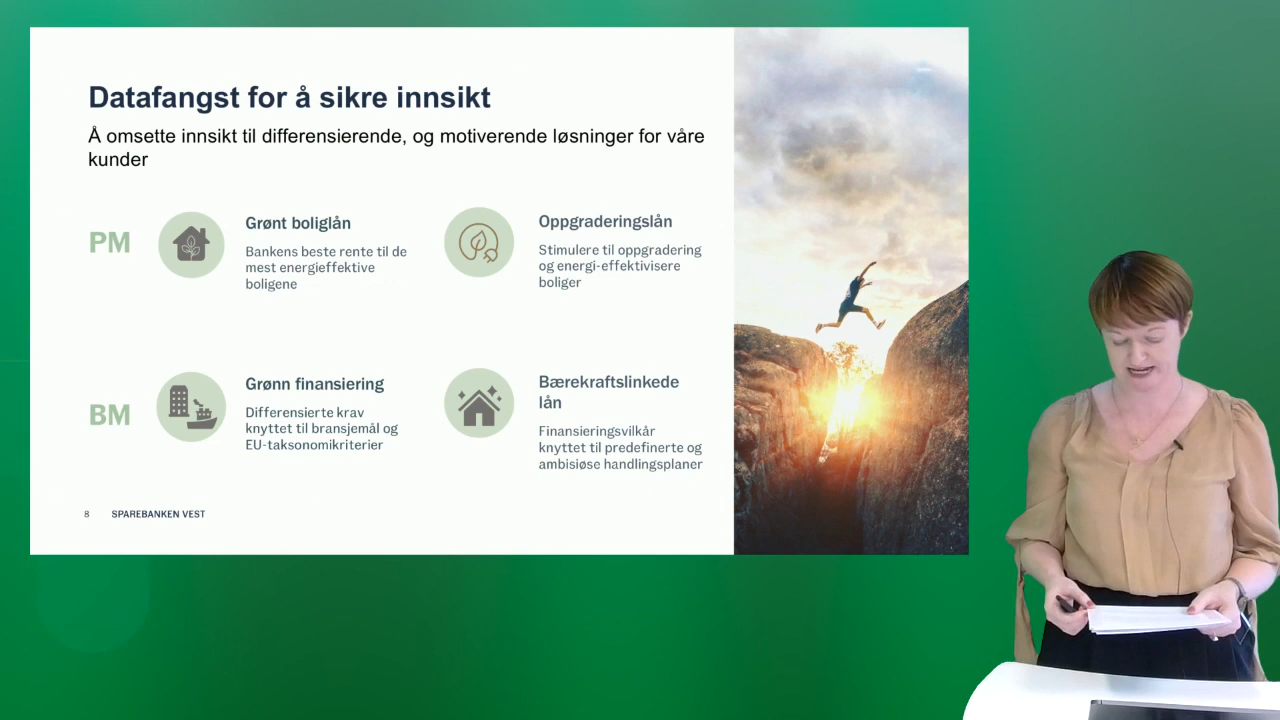 Datafangst for å sikre innsikt
Å omsette innsikt til differensierende, og motiverende løsninger for våre
kunder
PM
Grønt boliglån
Bankens beste rente til de
mest energieffektive
boligene
Oppgraderingslån
Stimulere til oppgradering
og energi-effektivisere
boliger
BM
Grønn finansiering
Differensierte krav
knyttet til bransjemål og
EU-taksonomikriterier
Bærekraftslinkede
lån
Finansieringsvilkår
knyttet til predefinerte og
ambisiøse handlingsplaner
8 SPAREBANKEN VEST